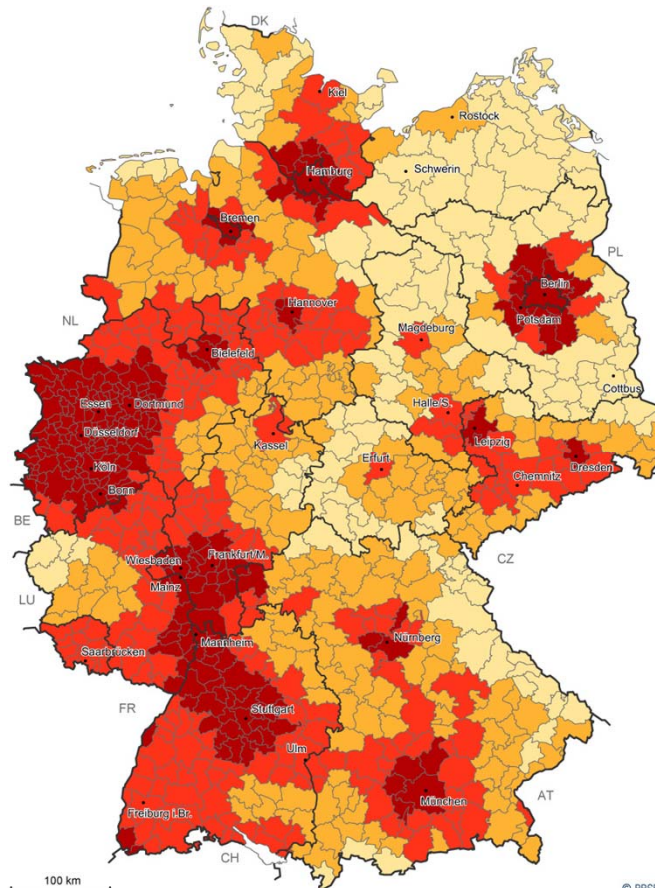 DK
Kiel
Rostock
Hamburg
Schwerin
Bremen
PL
Berlin
NL
Hannover
Potsdam
Magdeburg
Bielefeld
Cottbus
Essen
Dortmund
Halle/S.
Düsseldorf
Leipzig
Kassel
Erfurt
Dresden
Köln
Chemnitz
Bonn
BE
Wiesbaden
Frankfurt/M.
CZ
Mainz
LU
Mannheim
Nürnberg
Saarbrücken
FR
Stuttgart
Ulm
München
AT
Freiburg i.Br.
CH
100 km